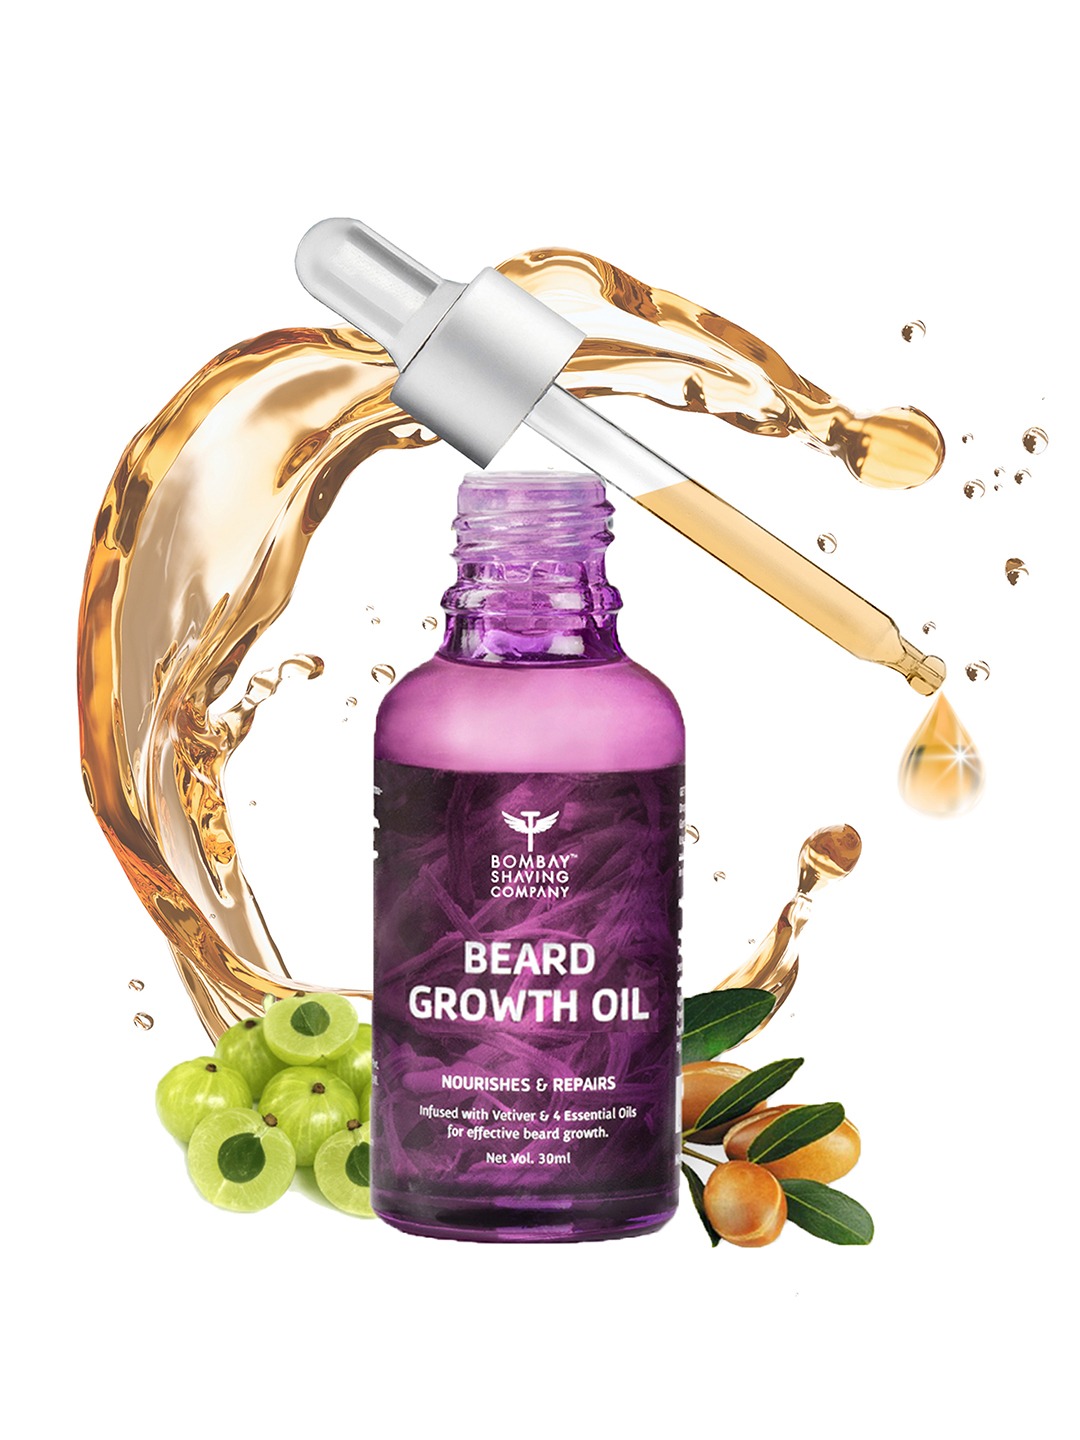 BOMBAY™
SHAVING
COMPANY
BEARD
GROWTH OIL
NOURISHES & REPAIRS
Infused with Vetiver & 4 Essential Oils
for effective beard growth.
Net Vol. 30ml